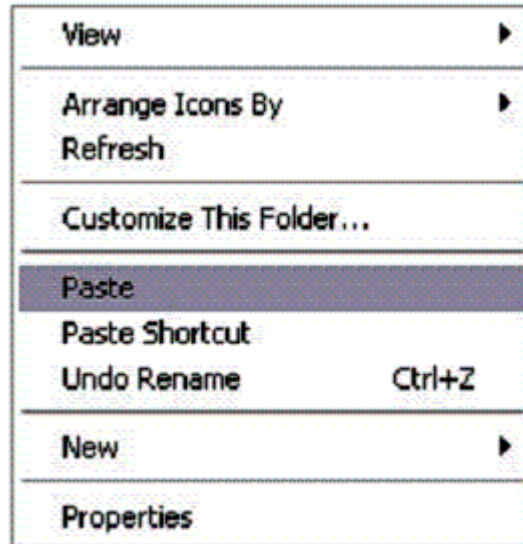 View
Arrange Icons By
Refresh
Customize This Folder...
Paste
Paste Shortcut
Undo Rename Ctrl+Z
New
Properties